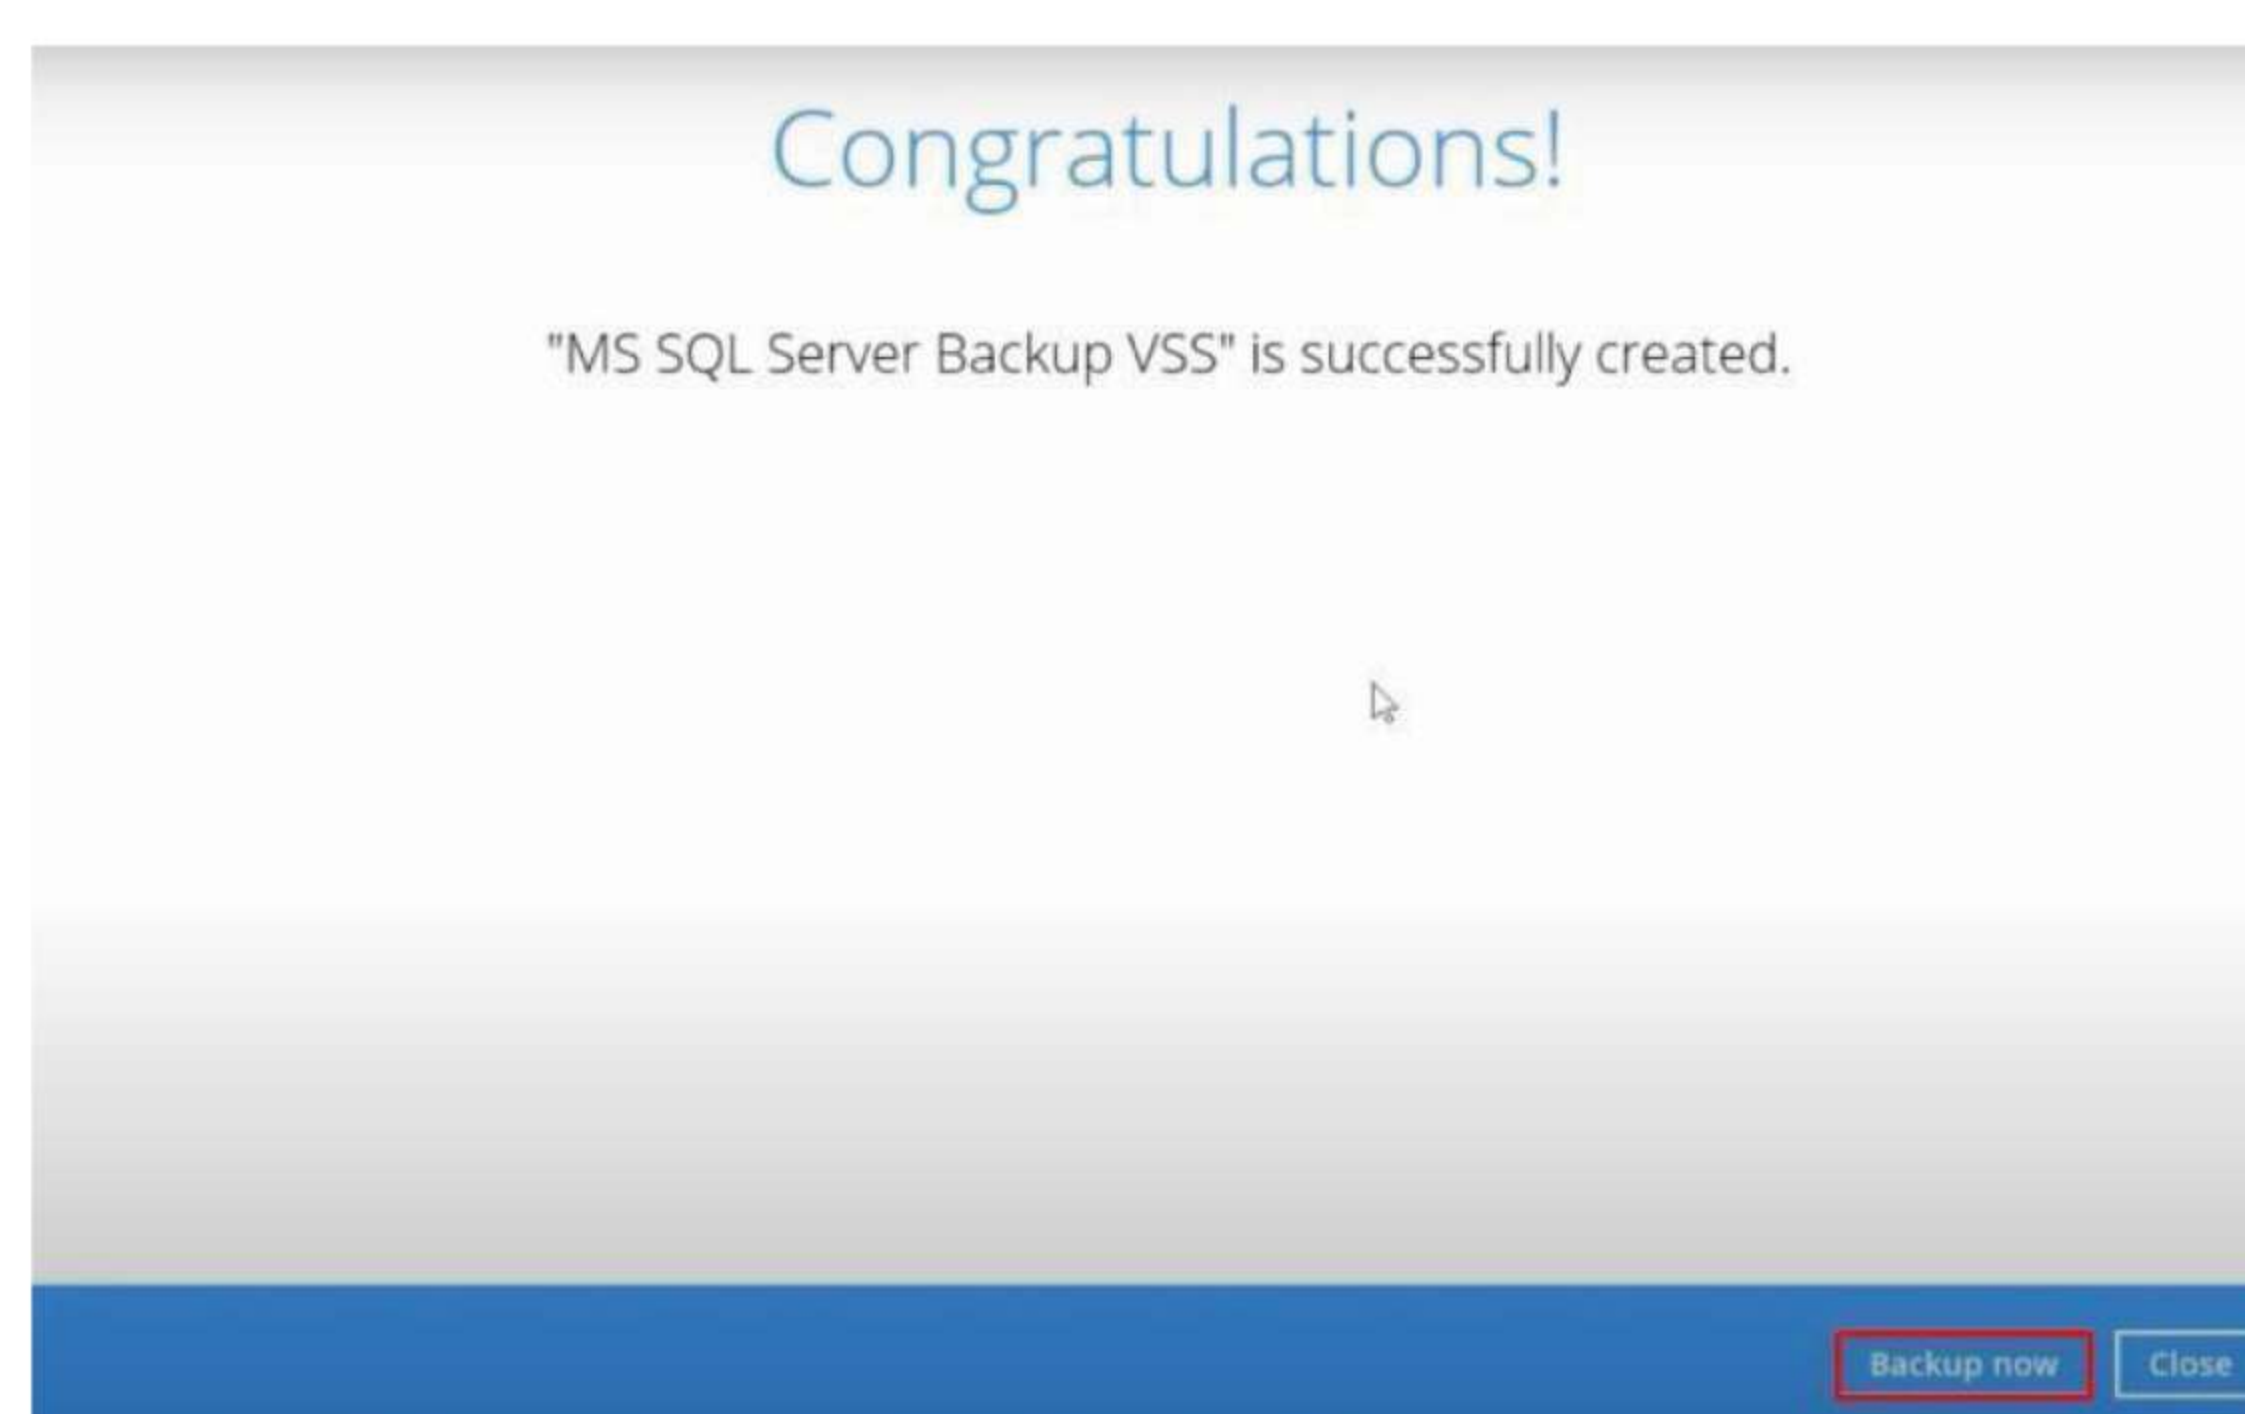 Congratulations!
"MS SQL Server Backup VSS" is successfully created.
Backup now
Close